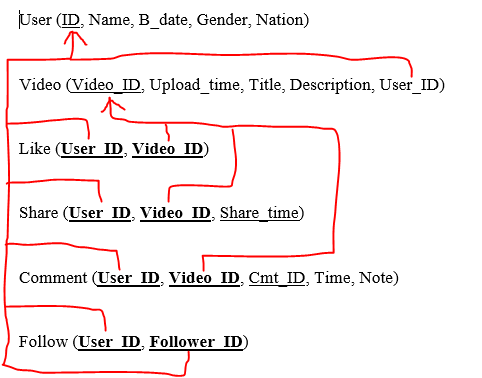 User (ID, Name, B_date, Gender, Nation)
Video (Video_ID, Upload_time, Title, Description, User_ID)
Like (User_ID, Video_ID)
Share (User_ID, Video_ID, Share_time)
Comment (User_ID, Video_ID, Cmt_ID, Time, Note)
Follow (User_ID, Follower_ID)